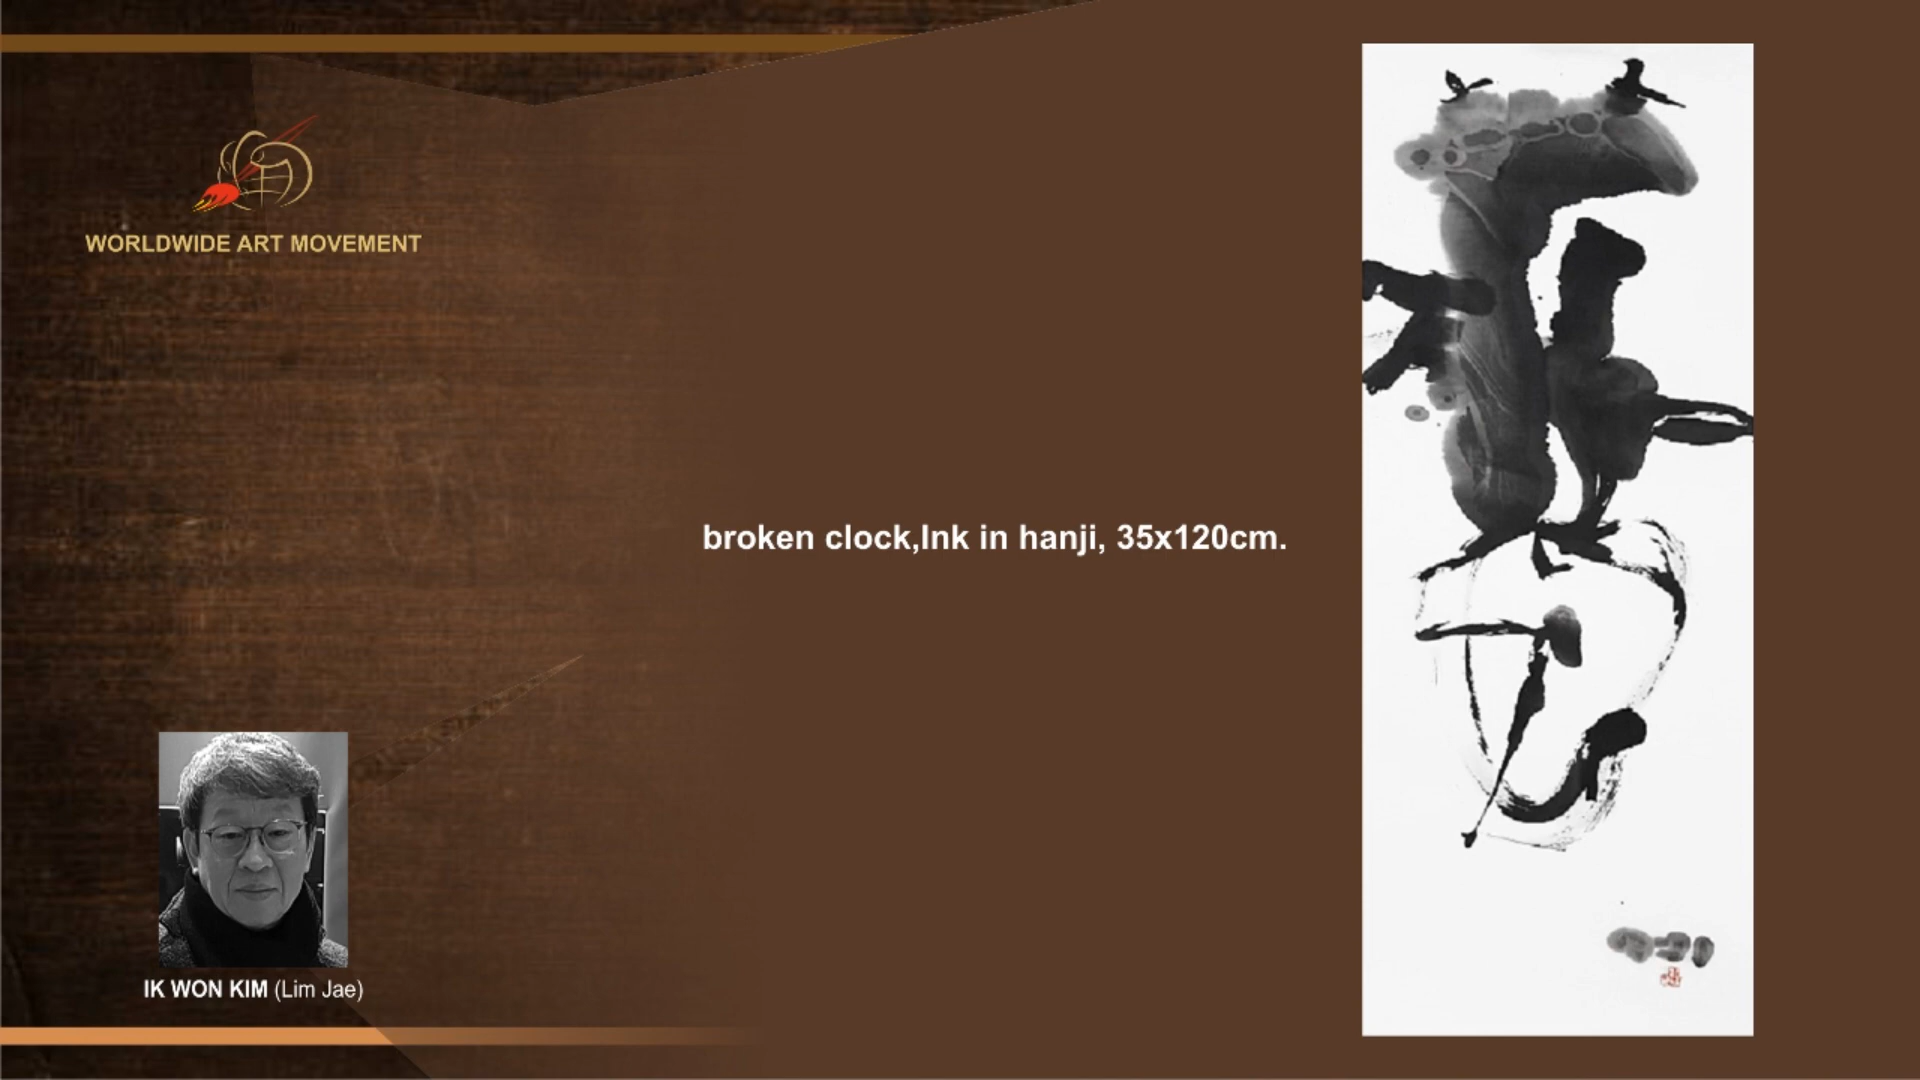 WORLDWIDE ART MOVEMENT
broken clock,Ink in hanji, 35x120cm.
IK WON KIM (Lim Jae)